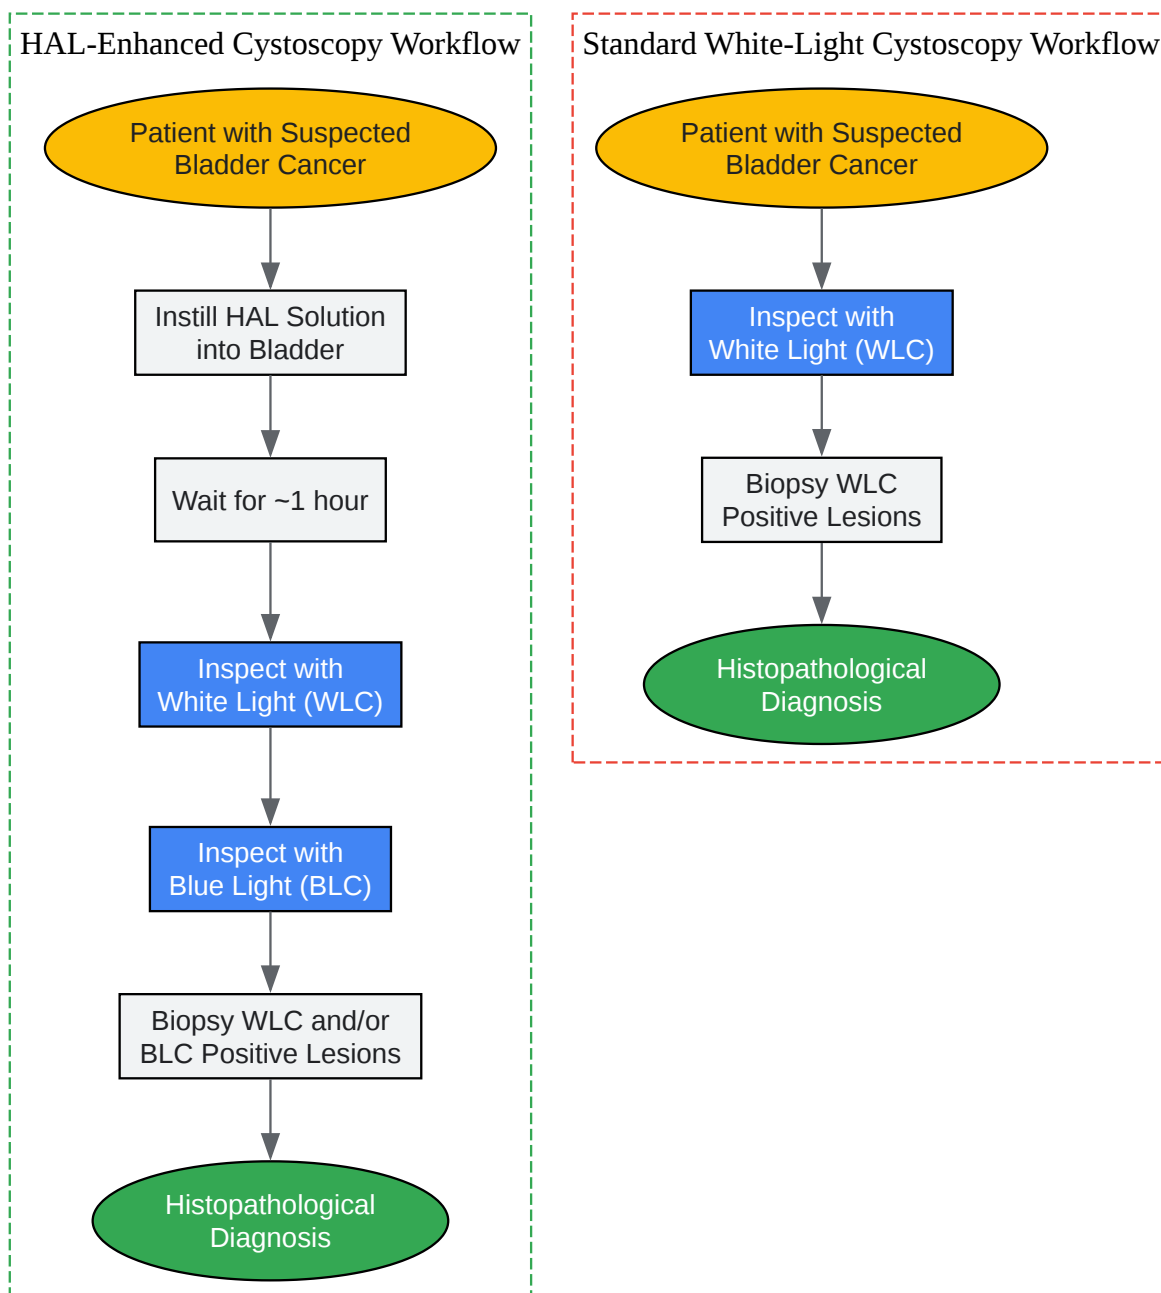 HAL-Enhanced Cystoscopy Workflow
Patient with Suspected
Bladder Cancer
Instill HAL Solution
into Bladder
Wait for ~1 hour
Inspect with
White Light (WLC)
Inspect with
Blue Light (BLC)
Biopsy WLC and/or
BLC Positive Lesions
Histopathological
Diagnosis
Standard White-Light Cystoscopy Workflow
Patient with Suspected
Bladder Cancer
Inspect with
White Light (WLC)
Biopsy WLC
Positive Lesions
Histopathological
Diagnosis